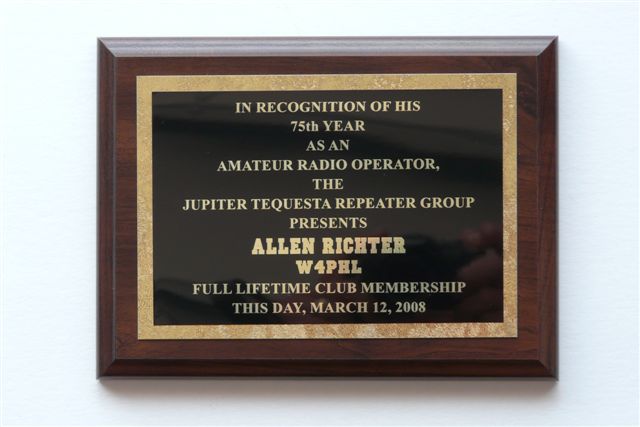 IN RECOGNITION OF HIS
75th YEAR
AS AN
AMATEUR RADIO OPERATOR,
THE
JUPITER TEQUESTA REPEATER GROUP
PRESENTS
ALLEN RICHTER
W4PHL
FULL LIFETIME CLUB MEMBERSHIP
THIS DAY, MARCH 12, 2008